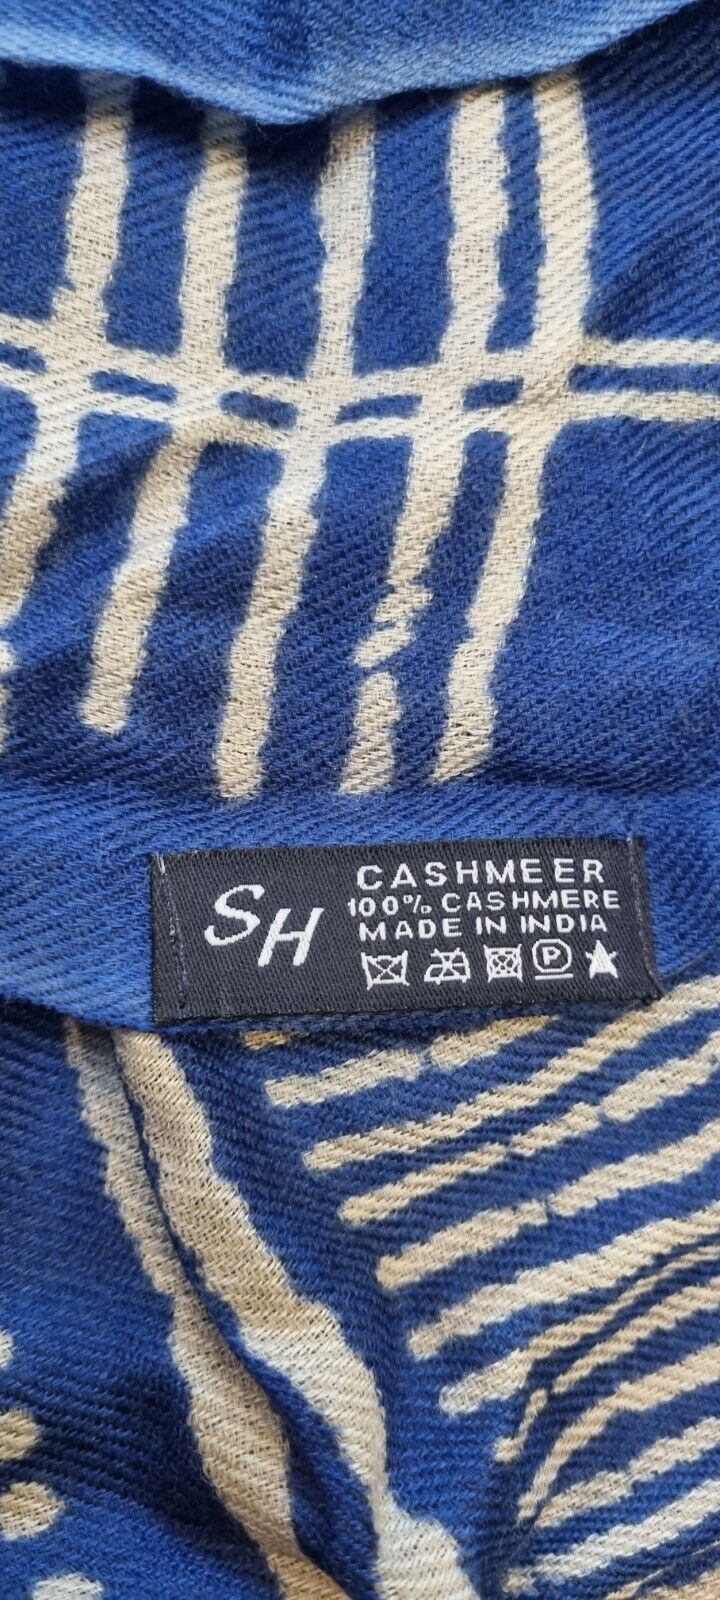 SH
CASHMEER
100% CASHMERE
MADE IN INDIA
P